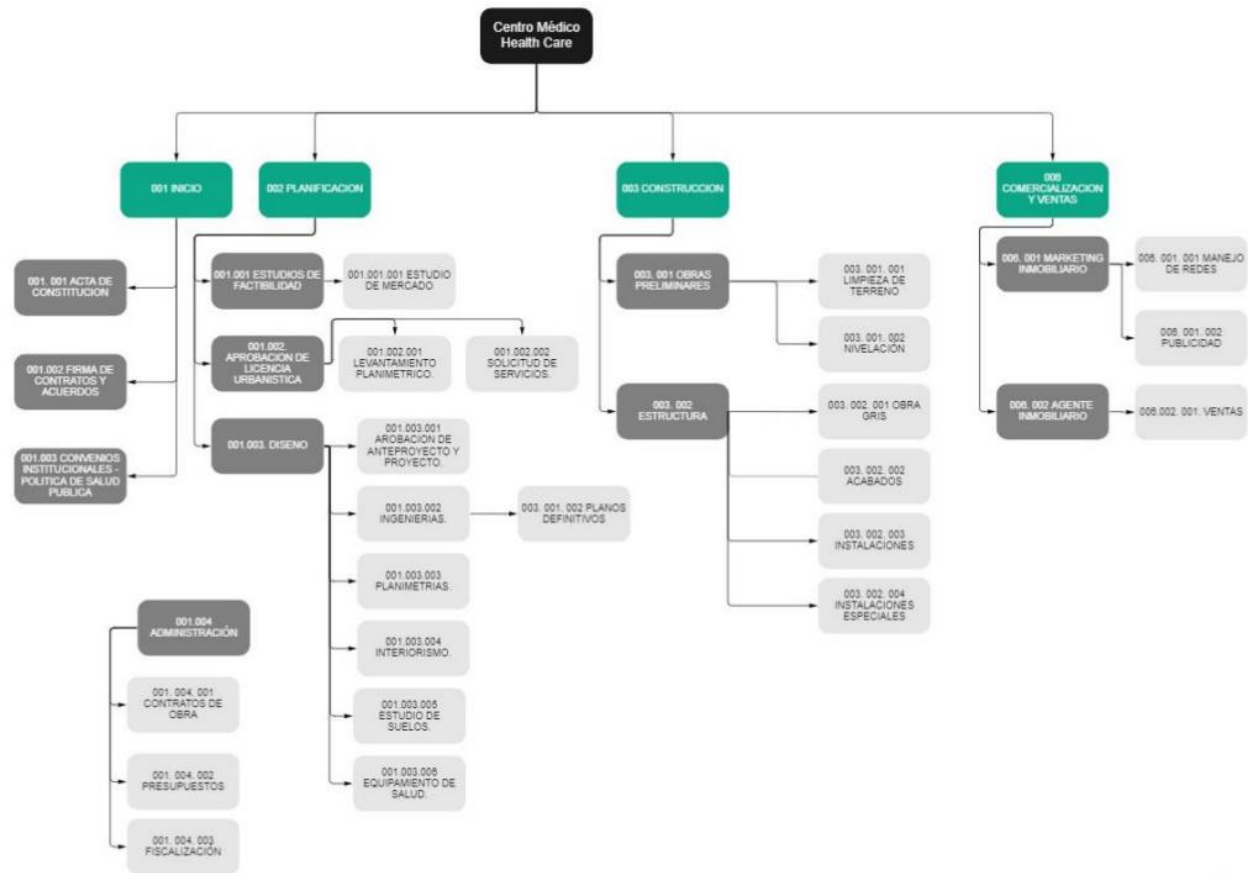 Centro Médico
Health Care
001 INICIO
002 PLANIFICACION
003 CONSTRUCCION
006
COMERCIALIZACION
Y VENTAS
001. 001 ACTA DE
CONSTITUCION
001.002 FIRMA DE
CONTRATOS Y
ACUERDOS
001.003 CONVENIOS
INSTITUCIONALES -
POLITICA DE SALUD
PUBLICA
001.001 ESTUDIOS DE
FACTIBILIDAD
001.001.001 ESTUDIO
DE MERCADO
001.002.
APROBACION DE
LICENCIA
URBANISTICA
001.002.001
LEVANTAMIENTO
PLANIMETRICO.
001.002.002
SOLICITUD DE
SERVICIOS.
001.003. DISENO
001.003.001
AROBACION DE
ANTEPROYECTO Y
PROYECTO.
001.003.002
INGENIERIAS.
003. 001. 002 PLANOS
DEFINITIVOS
001.003.003
PLANIMETRIAS.
001.003.004
INTERIORISMO.
001.003.005
ESTUDIO DE
SUELOS.
001.003.006
EQUIPAMIENTO DE
SALUD.
001.004
ADMINISTRACIÓN
001. 004. 001
CONTRATOS DE
OBRA
001. 004. 002
PRESUPUESTOS
001. 004. 003
FISCALIZACIÓN
003. 001 OBRAS
PRELIMINARES
003. 001. 001
LIMPIEZA DE
TERRENO
003. 001. 002
NIVELACIÓN
003. 002
ESTRUCTURA
003. 002. 001 OBRA
GRIS
003. 002. 002
ACABADOS
003. 002. 003
INSTALACIONES
003. 002. 004
INSTALACIONES
ESPECIALES
006. 001 MARKETING
INMOBILIARIO
006. 001. 001 MANEJO
DE REDES
006. 001. 002
PUBLICIDAD
006. 002 AGENTE
INMOBILIARIO
006.002. 001. VENTAS